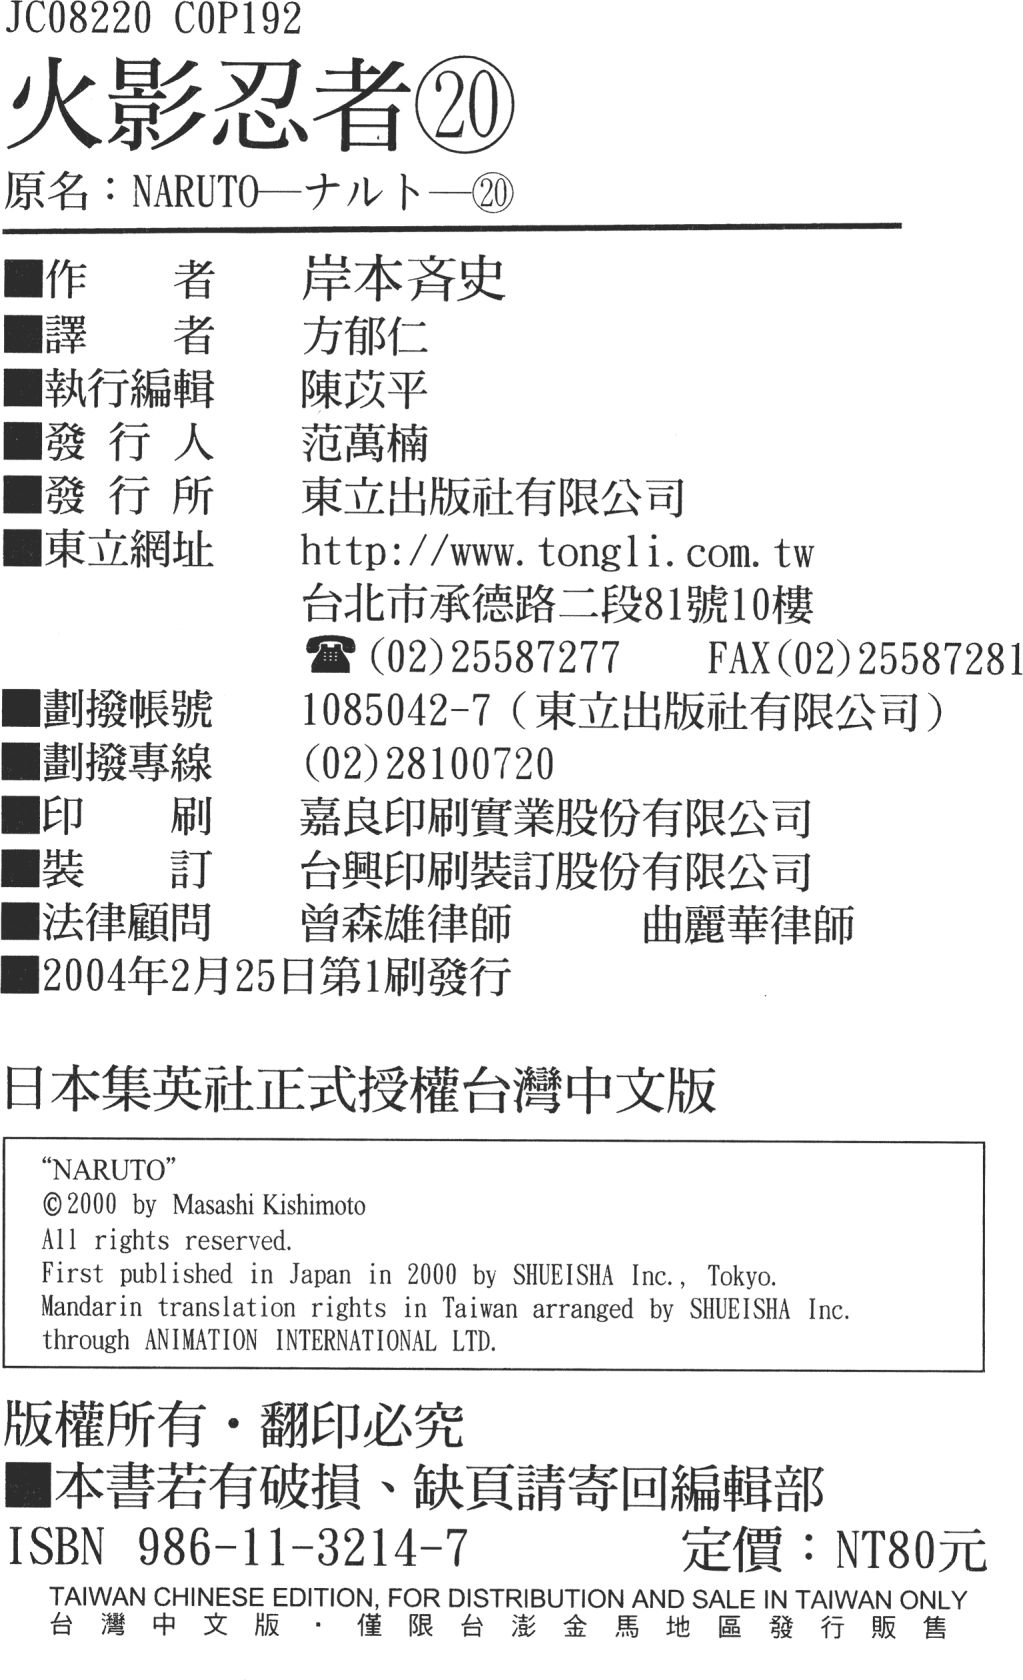 JC08220 C0P192
火影忍者⑳
原名：NARUTO—ナルト—⑳
■作　　者　　岸本斉史
■譯　　者　　方郁仁
■執行編輯　　陳苡平
■發 行 人　　范萬楠
■發 行 所　　東立出版社有限公司
■東立網址　　http://www.tongli.com.tw
台北市承德路二段81號10樓
☎(02)25587277　　FAX(02)25587281
■劃撥帳號　　1085042-7（東立出版社有限公司）
■劃撥專線　　(02)28100720
■印　　刷　　嘉良印刷實業股份有限公司
■裝　　訂　　台興印刷裝訂股份有限公司
■法律顧問　　曾森雄律師　　　曲麗華律師
■2004年2月25日第1刷發行
日本集英社正式授權台灣中文版
“NARUTO”
©2000 by Masashi Kishimoto
All rights reserved.
First published in Japan in 2000 by SHUEISHA Inc., Tokyo.
Mandarin translation rights in Taiwan arranged by SHUEISHA Inc.
through ANIMATION INTERNATIONAL LTD.
版權所有・翻印必究
■本書若有破損、缺頁請寄回編輯部
ISBN 986-11-3214-7　　　　定價：NT80元
TAIWAN CHINESE EDITION, FOR DISTRIBUTION AND SALE IN TAIWAN ONLY
台灣中文版・僅限台澎金馬地區發行販售